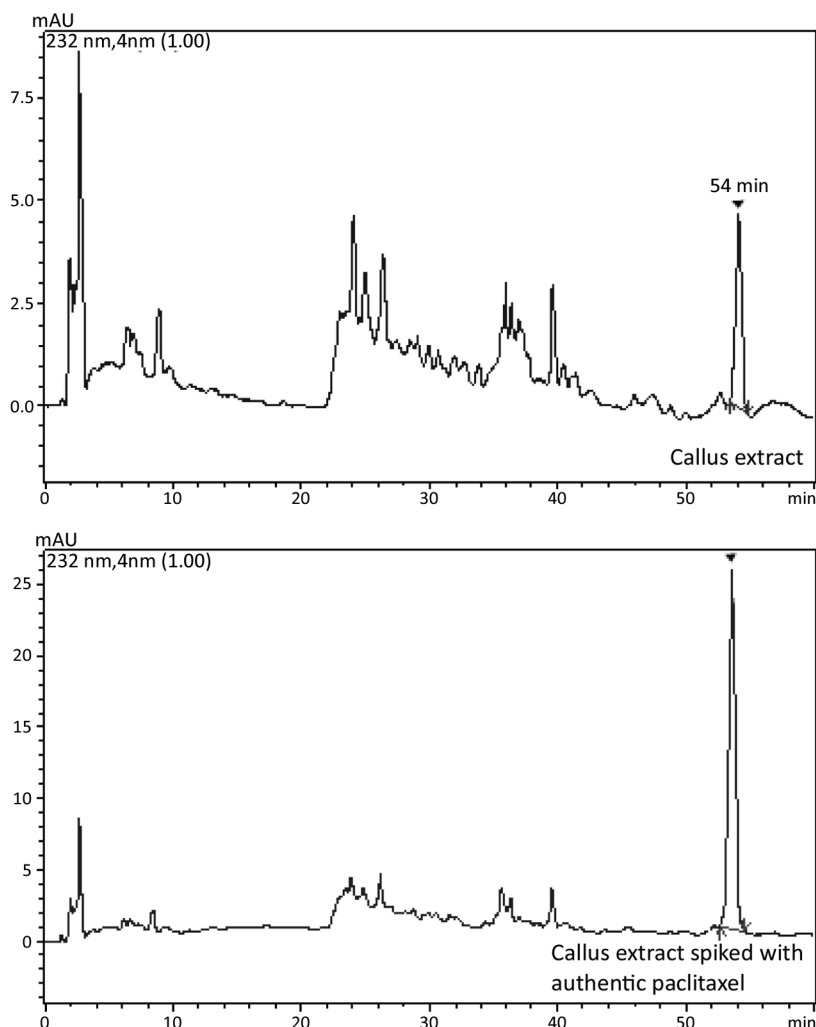 mAU
232 nm,4nm (1.00)
7.5
54 min
5.0
2.5
0.0
Callus extract
0 10 20 30 40 50 min
mAU
232 nm,4nm (1.00)
25
20
15
10
5
0
Callus extract spiked with
authentic paclitaxel
0 10 20 30 40 50 min